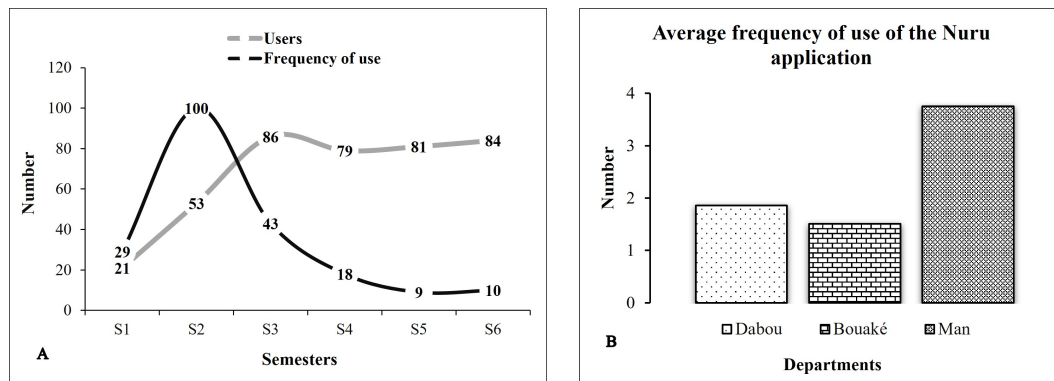 Users
Frequency of use
120
100
80
60
40
20
0
Number
29
21
100
53
86
43
79
18
81
9
84
10
S1 S2 S3 S4 S5 S6
Semesters
A
Average frequency of use of the Nuru
application
4
3
2
1
0
Number
Dabou Bouaké Man
Departments
B